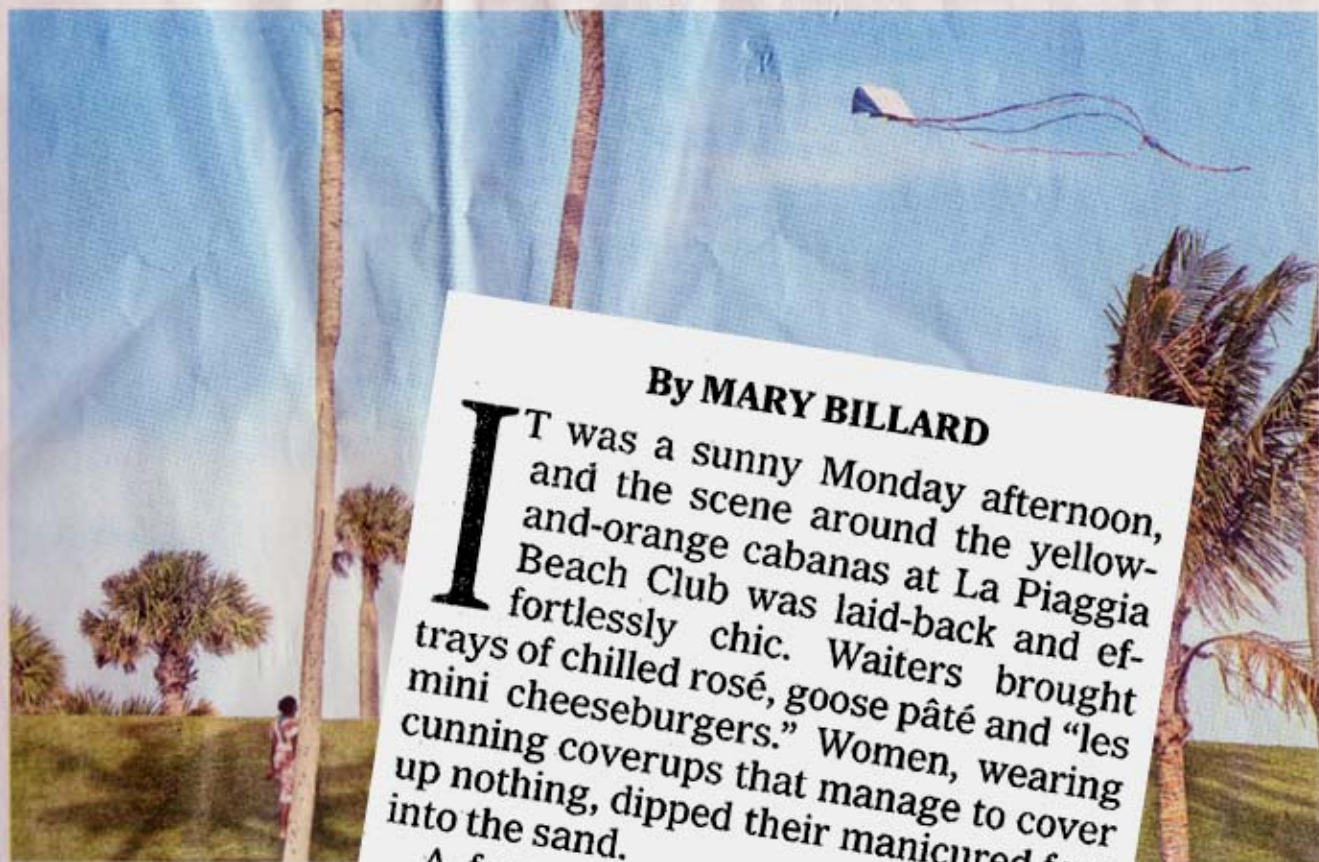 By MARY BILLARD
IT was a sunny Monday afternoon,
and the scene around the yellow-
and-orange cabanas at La Piaggia
Beach Club was laid-back and ef-
fortlessly chic. Waiters brought
trays of chilled rosé, goose pâté and “les
mini cheeseburgers.” Women, wearing
cunning coverups that manage to cover
up nothing, dipped their manicured
into the sand.
A